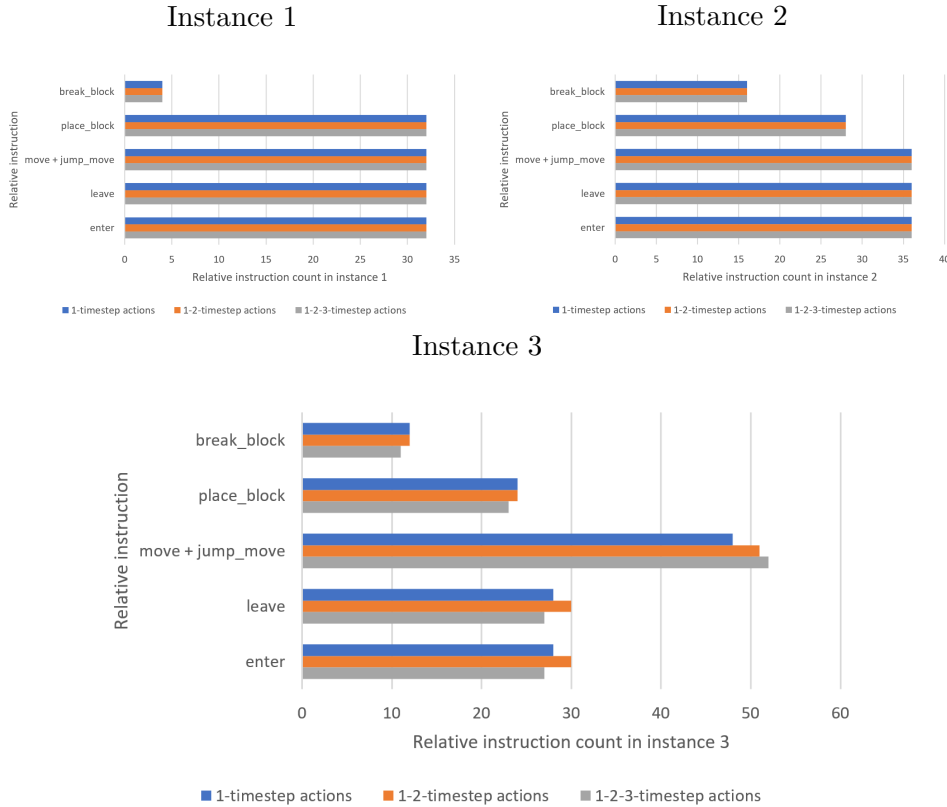 Instance 1
Relative instruction
break_block
place_block
move + jump_move
leave
enter
0 5 10 15 20 25 30 35
Relative instruction count in instance 1
1-timestep actions 1-2-timestep actions 1-2-3-timestep actions
Instance 2
Relative instruction
break_block
place_block
move + jump_move
leave
enter
0 5 10 15 20 25 30 35 40
Relative instruction count in instance 2
1-timestep actions 1-2-timestep actions 1-2-3-timestep actions
Instance 3
Relative instruction
break_block
place_block
move + jump_move
leave
enter
0 10 20 30 40 50 60
Relative instruction count in instance 3
1-timestep actions 1-2-timestep actions 1-2-3-timestep actions